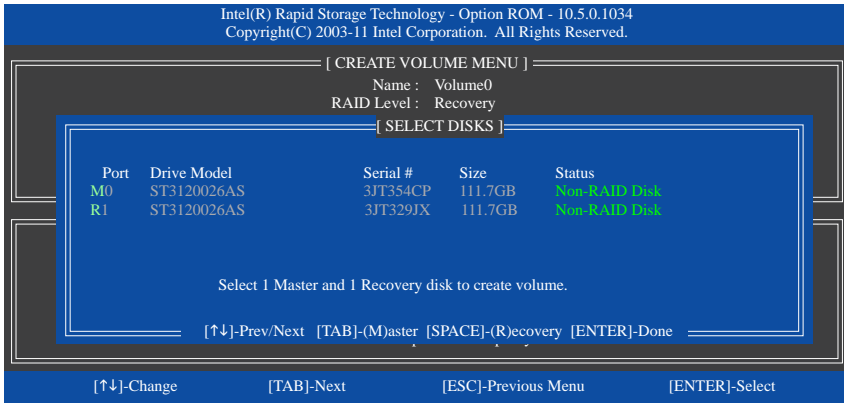 Intel(R) Rapid Storage Technology - Option ROM - 10.5.0.1034
Copyright(C) 2003-11 Intel Corporation. All Rights Reserved.
[ CREATE VOLUME MENU ]
Name : Volume0
RAID Level : Recovery
[ SELECT DISKS ]
Port Drive Model Serial # Size Status
M0 ST3120026AS 3JT354CP 111.7GB Non-RAID Disk
R1 ST3120026AS 3JT329JX 111.7GB Non-RAID Disk
Select 1 Master and 1 Recovery disk to create volume.
[↑↓]-Prev/Next [TAB]-(M)aster [SPACE]-(R)ecovery [ENTER]-Done
[↑↓]-Change [TAB]-Next [ESC]-Previous Menu [ENTER]-Select